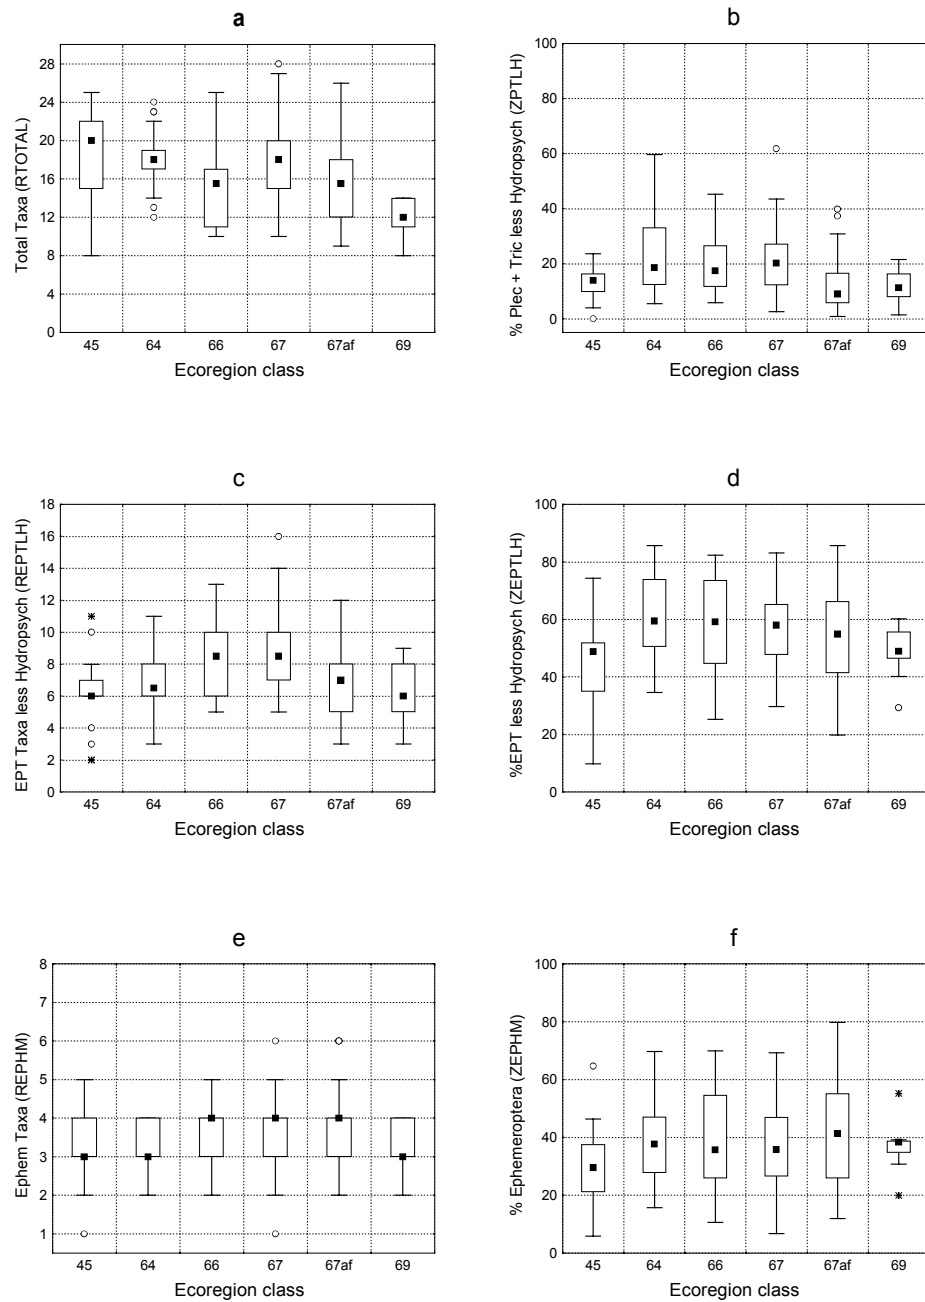 a
Total Taxa (RTOTAL)
28
24
20
16
12
8
4
0
45 64 66 67 67af 69
Ecoregion class
b
% Plec + Tric less Hydropsych (ZPTLH)
100
80
60
40
20
0
45 64 66 67 67af 69
Ecoregion class
c
EPT Taxa less Hydropsych (REPTLH)
18
16
14
12
10
8
6
4
2
0
45 64 66 67 67af 69
Ecoregion class
d
%EPT less Hydropsych (ZEPTLH)
100
80
60
40
20
0
45 64 66 67 67af 69
Ecoregion class
e
Ephem Taxa (REPHM)
8
7
6
5
4
3
2
1
45 64 66 67 67af 69
Ecoregion class
f
% Ephemeroptera (ZEPHM)
100
80
60
40
20
0
45 64 66 67 67af 69
Ecoregion class